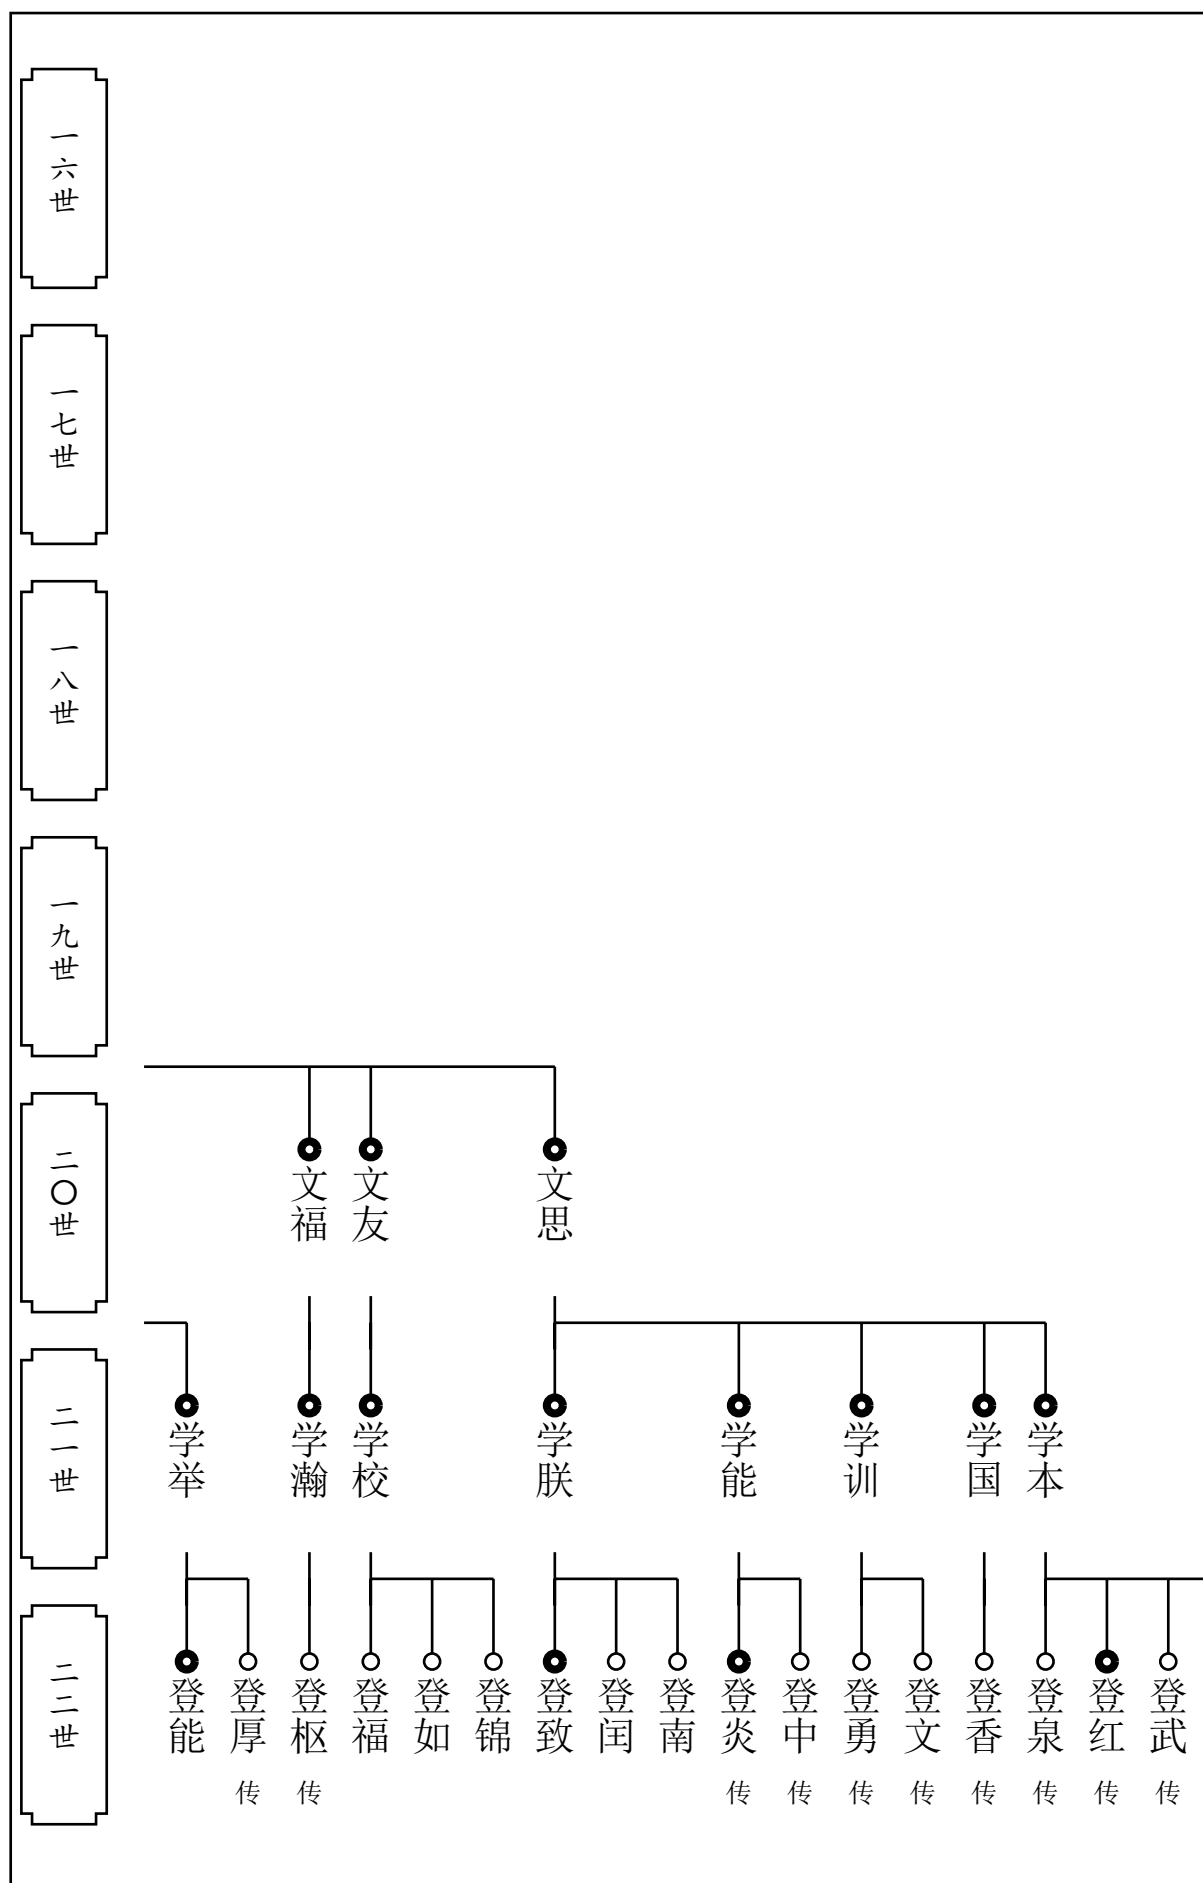 一六世
一七世
一八世
一九世
二〇世
文福
文友
文思
二一世
学举
学瀚
学校
学朕
学能
学训
学国
学本
二二世
登能
登厚
传
登枢
传
登福
登如
登锦
登致
登闰
登南
登炎
传
登中
传
登勇
传
登文
传
登香
传
登泉
传
登红
传
登武
传